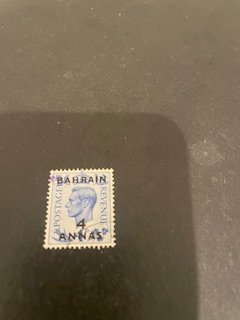 BAHRAIN
POSTAGE
REVENUE
4
ANNAS